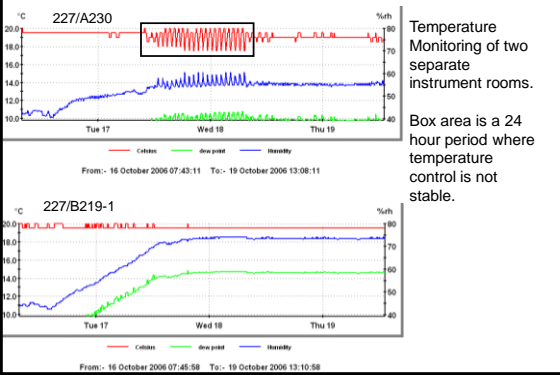 227/A230
°C %rh
20.0 80
18.0 70
16.0
14.0 60
12.0 50
10.0 40
Tue 17 Wed 18 Thu 19
Celsius dew point Humidity
From:- 16 October 2006 07:43:11 To:- 19 October 2006 13:08:11
227/B219-1
°C %rh
20.0 80
18.0 70
16.0
14.0 60
12.0 50
10.0 40
Tue 17 Wed 18 Thu 19
Celsius dew point Humidity
From:- 16 October 2006 07:45:58 To:- 19 October 2006 13:10:58
Temperature
Monitoring of two
separate
instrument rooms.
Box area is a 24
hour period where
temperature
control is not
stable.